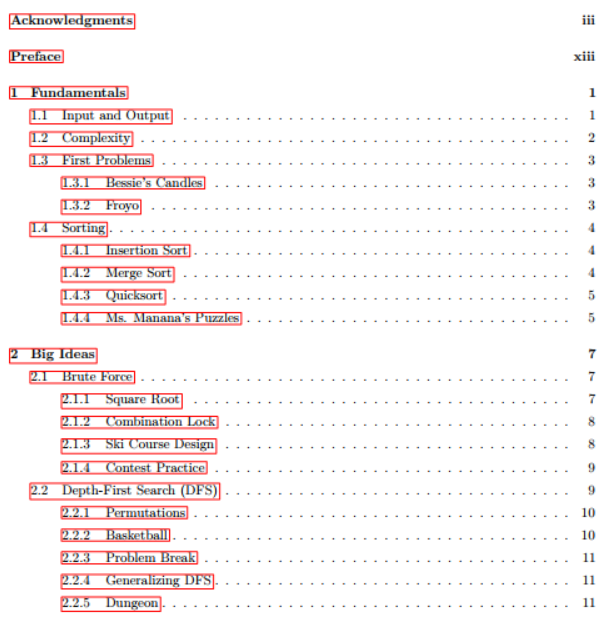 Acknowledgments iii
Preface xiii
1 Fundamentals 1
1.1 Input and Output . . . . . . . . . . . . . . . . . . . . . . . . . . . . . . . . . . . . 1
1.2 Complexity . . . . . . . . . . . . . . . . . . . . . . . . . . . . . . . . . . . . . . . 2
1.3 First Problems . . . . . . . . . . . . . . . . . . . . . . . . . . . . . . . . . . . . . 3
1.3.1 Bessie's Candles . . . . . . . . . . . . . . . . . . . . . . . . . . . . . . . . . 3
1.3.2 Froyo . . . . . . . . . . . . . . . . . . . . . . . . . . . . . . . . . . . . . . 3
1.4 Sorting . . . . . . . . . . . . . . . . . . . . . . . . . . . . . . . . . . . . . . . . . 4
1.4.1 Insertion Sort . . . . . . . . . . . . . . . . . . . . . . . . . . . . . . . . . . 4
1.4.2 Merge Sort . . . . . . . . . . . . . . . . . . . . . . . . . . . . . . . . . . . . 4
1.4.3 Quicksort . . . . . . . . . . . . . . . . . . . . . . . . . . . . . . . . . . . . 5
1.4.4 Ms. Manana's Puzzles . . . . . . . . . . . . . . . . . . . . . . . . . . . . . . 5
2 Big Ideas 7
2.1 Brute Force . . . . . . . . . . . . . . . . . . . . . . . . . . . . . . . . . . . . . . . 7
2.1.1 Square Root . . . . . . . . . . . . . . . . . . . . . . . . . . . . . . . . . . . 7
2.1.2 Combination Lock . . . . . . . . . . . . . . . . . . . . . . . . . . . . . . . . 8
2.1.3 Ski Course Design . . . . . . . . . . . . . . . . . . . . . . . . . . . . . . . . 8
2.1.4 Contest Practice . . . . . . . . . . . . . . . . . . . . . . . . . . . . . . . . . 9
2.2 Depth-First Search (DFS) . . . . . . . . . . . . . . . . . . . . . . . . . . . . . . . . 9
2.2.1 Permutations . . . . . . . . . . . . . . . . . . . . . . . . . . . . . . . . . . 10
2.2.2 Basketball . . . . . . . . . . . . . . . . . . . . . . . . . . . . . . . . . . . . 10
2.2.3 Problem Break . . . . . . . . . . . . . . . . . . . . . . . . . . . . . . . . . . 11
2.2.4 Generalizing DFS . . . . . . . . . . . . . . . . . . . . . . . . . . . . . . . . 11
2.2.5 Dungeon . . . . . . . . . . . . . . . . . . . . . . . . . . . . . . . . . . . . . 11